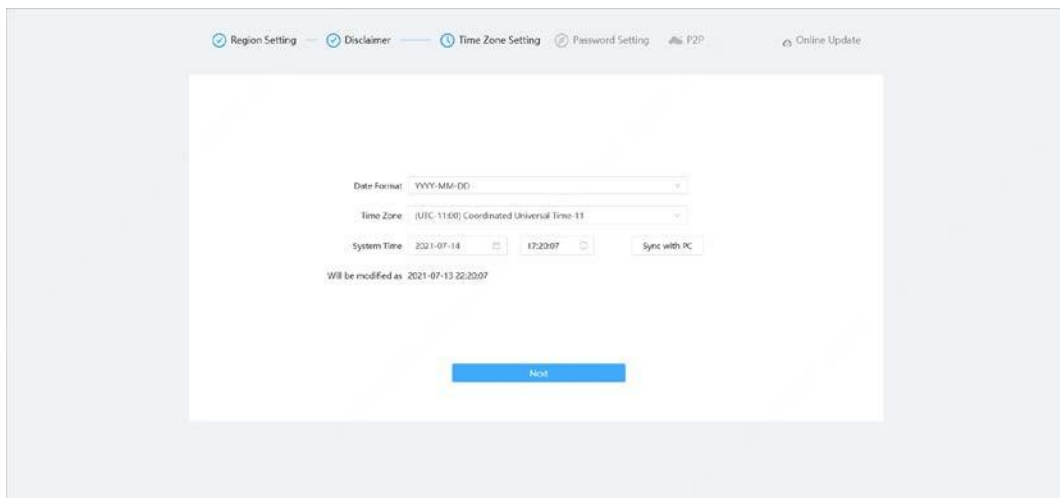 Region Setting Disclaimer Time Zone Setting Password Setting P2P Online Update
Date Format YYYY-MM-DD
Time Zone (UTC-11:00) Coordinated Universal Time-11
System Time 2021-07-14 17:20:07 Sync with PC
Will be modified as 2021-07-13 22:20:07
Next